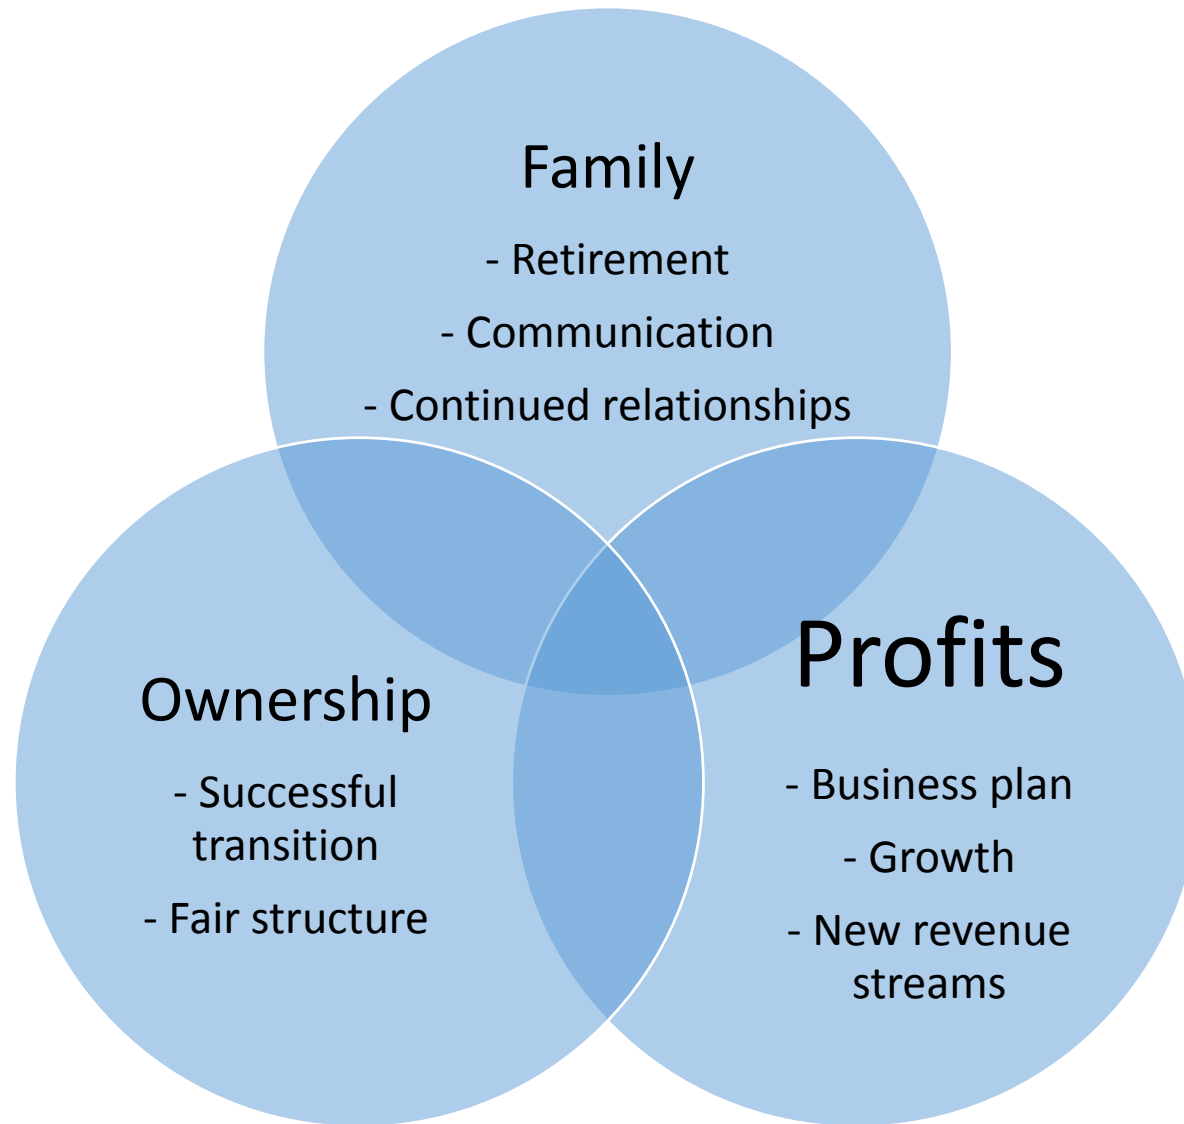 Family
- Retirement
- Communication
- Continued relationships
Ownership
- Successful
transition
- Fair structure
Profits
- Business plan
- Growth
- New revenue
streams